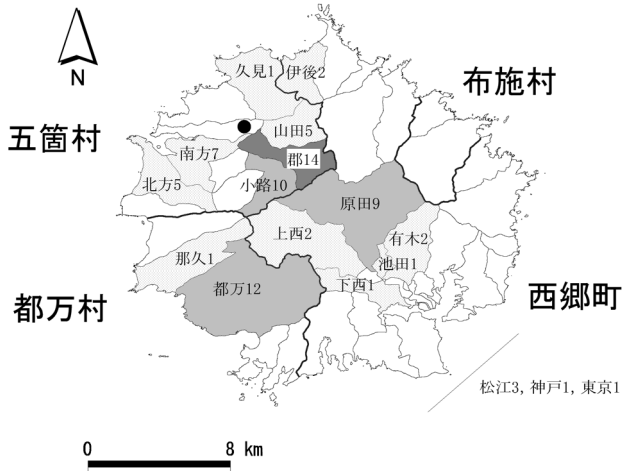 N
久見1
伊後2
布施村
五箇村
山田5
南方7
郡14
北方5
小路10
原田9
上西2
有木2
那久1
池田1
都万12
下西1
都万村
西郷町
松江3, 神戸1, 東京1
0 8 km